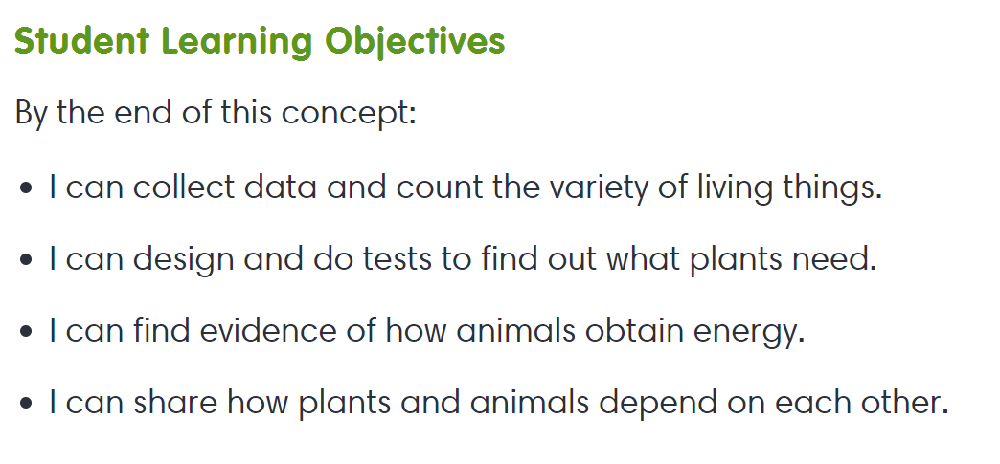 Student Learning Objectives
By the end of this concept:
• I can collect data and count the variety of living things.
• I can design and do tests to find out what plants need.
• I can find evidence of how animals obtain energy.
• I can share how plants and animals depend on each other.